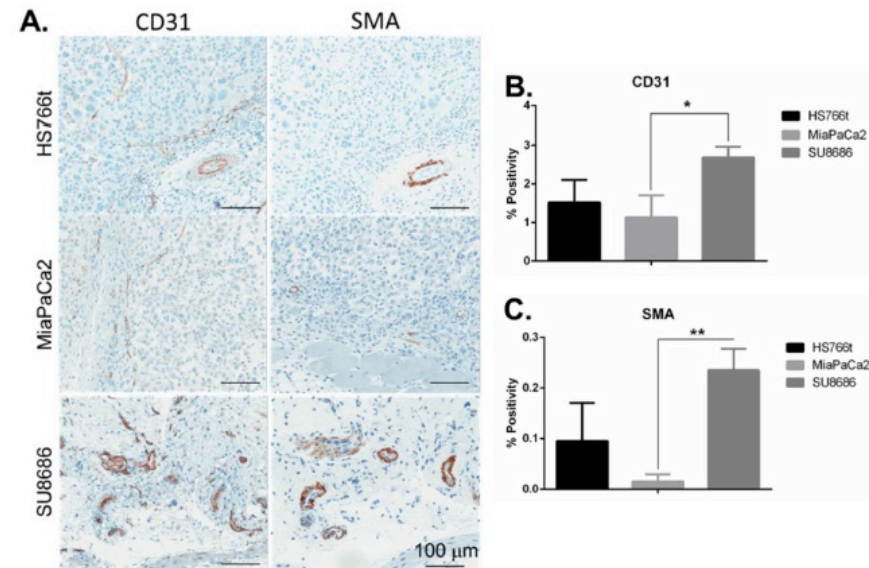 A.
CD31 SMA
HS766t
MiaPaCa2
SU8686
100 μm
B.
CD31
% Positivity
4
3
2
1
0
*
HS766t
MiaPaCa2
SU8686
C.
SMA
% Positivity
0.3
0.2
0.1
0.0
**
HS766t
MiaPaCa2
SU8686